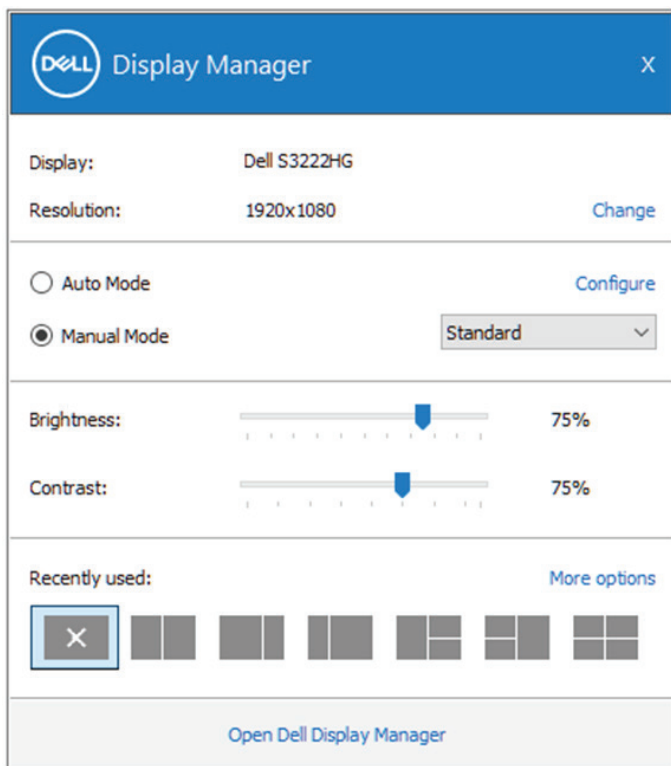 DELL Display Manager X
Display: Dell S3222HG
Resolution: 1920x1080 Change
Auto Mode Configure
Manual Mode Standard
Brightness: 75%
Contrast: 75%
Recently used: More options
Open Dell Display Manager